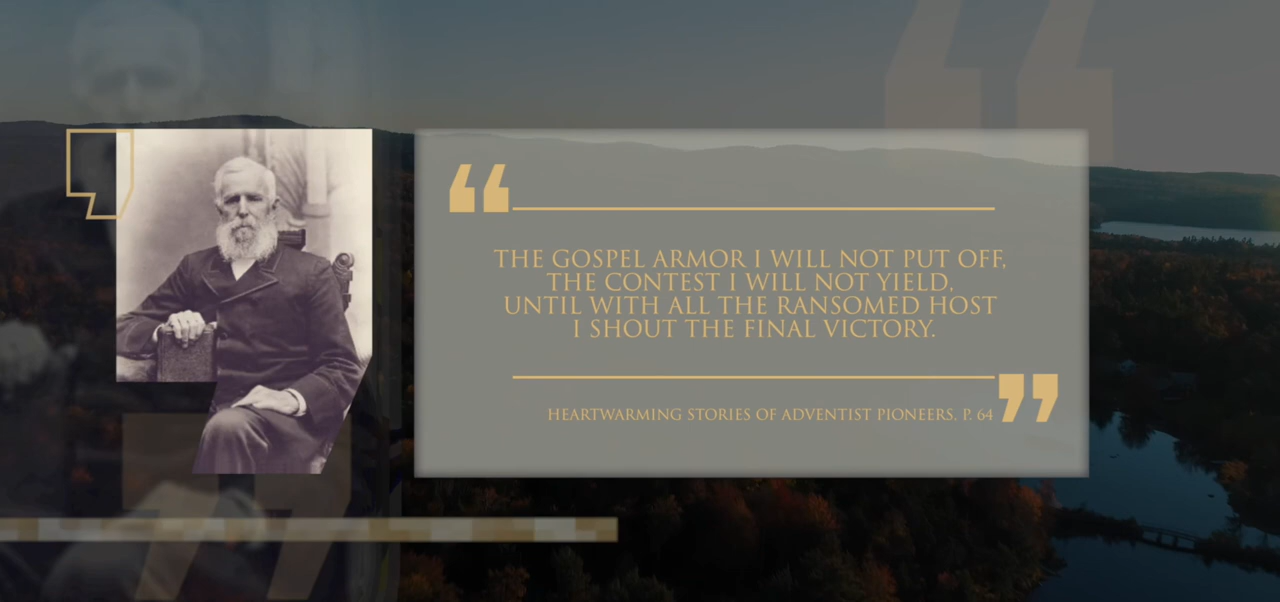 THE GOSPEL ARMOR I WILL NOT PUT OFF,
THE CONTEST I WILL NOT YIELD,
UNTIL WITH ALL THE RANSOMED HOST
I SHOUT THE FINAL VICTORY.
HEARTWARMING STORIES OF ADVENTIST PIONEERS, P. 64